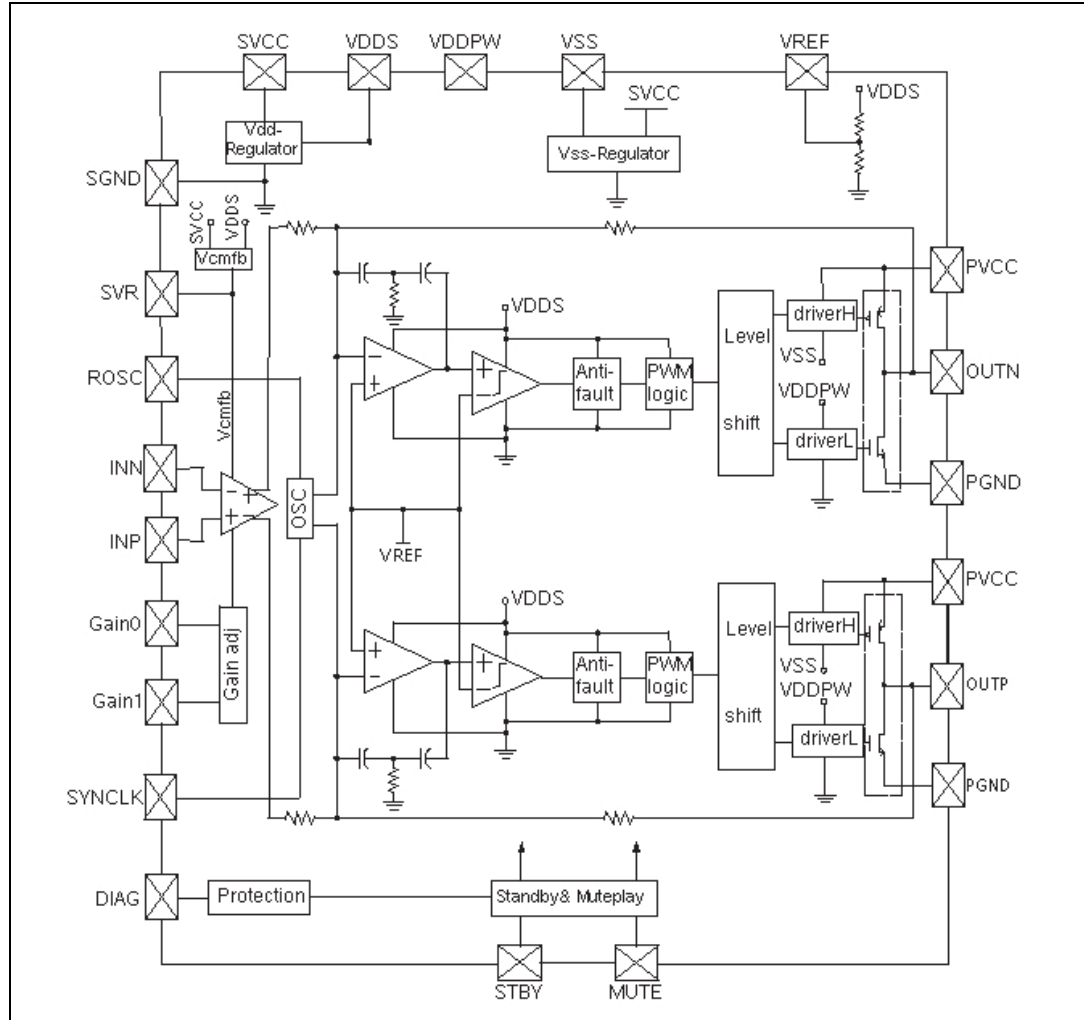 SVCC
VDDS
VDDPW
VSS
VREF
SVCC
VDDS
Vdd-
Regulator
Vss-Regulator
SGND
SVCC
VDDS
Vcmfb
PVCC
SVR
VDDS
driverH
Level
shift
VSS
ROSC
Vcmfb
Anti-
fault
PWM
logic
OUTN
VDDPW
driverL
INN
OSC
PGND
INP
VREF
PVCC
VDDS
Level
shift
driverH
Gain0
Gain adj
Anti-
fault
PWM
logic
VSS
VDDPW
OUTP
Gain1
driverL
SYNCLK
PGND
DIAG
Protection
Standby& Muteplay
STBY
MUTE